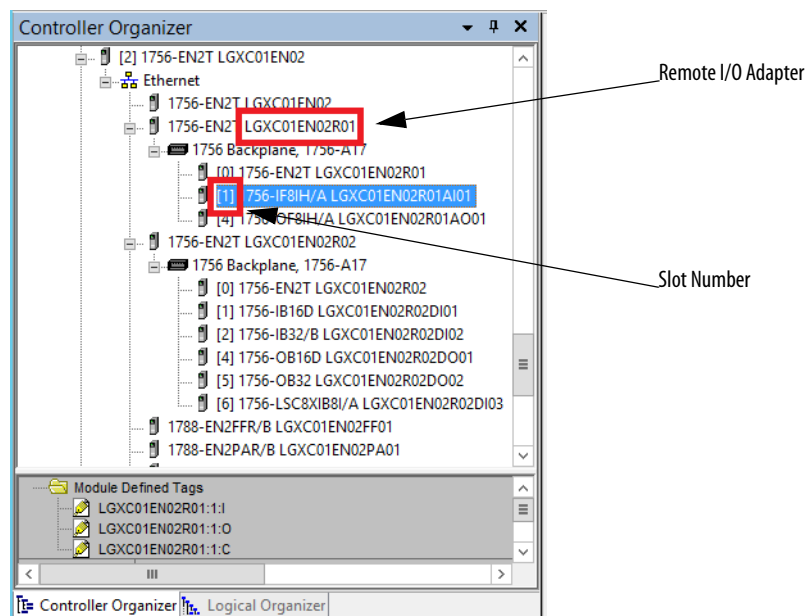 Controller Organizer
[2] 1756-EN2T LGXC01EN02
Ethernet
1756-EN2T LGXC01EN02
1756-EN2T LGXC01EN02R01
1756 Backplane, 1756-A17
[0] 1756-EN2T LGXC01EN02R01
[1] 1756-IF8IH/A LGXC01EN02R01AI01
[4] 1756-OF8IH/A LGXC01EN02R01AO01
1756-EN2T LGXC01EN02R02
1756 Backplane, 1756-A17
[0] 1756-EN2T LGXC01EN02R02
[1] 1756-IB16D LGXC01EN02R02DI01
[2] 1756-IB32/B LGXC01EN02R02DI02
[4] 1756-OB16D LGXC01EN02R02DO01
[5] 1756-OB32 LGXC01EN02R02DO02
[6] 1756-LSC8XIB8I/A LGXC01EN02R02DI03
1788-EN2FFR/B LGXC01EN02FF01
1788-EN2PAR/B LGXC01EN02PA01
Module Defined Tags
LGXC01EN02R01:1:I
LGXC01EN02R01:1:O
LGXC01EN02R01:1:C
Controller Organizer
Logical Organizer
Remote I/O Adapter
Slot Number